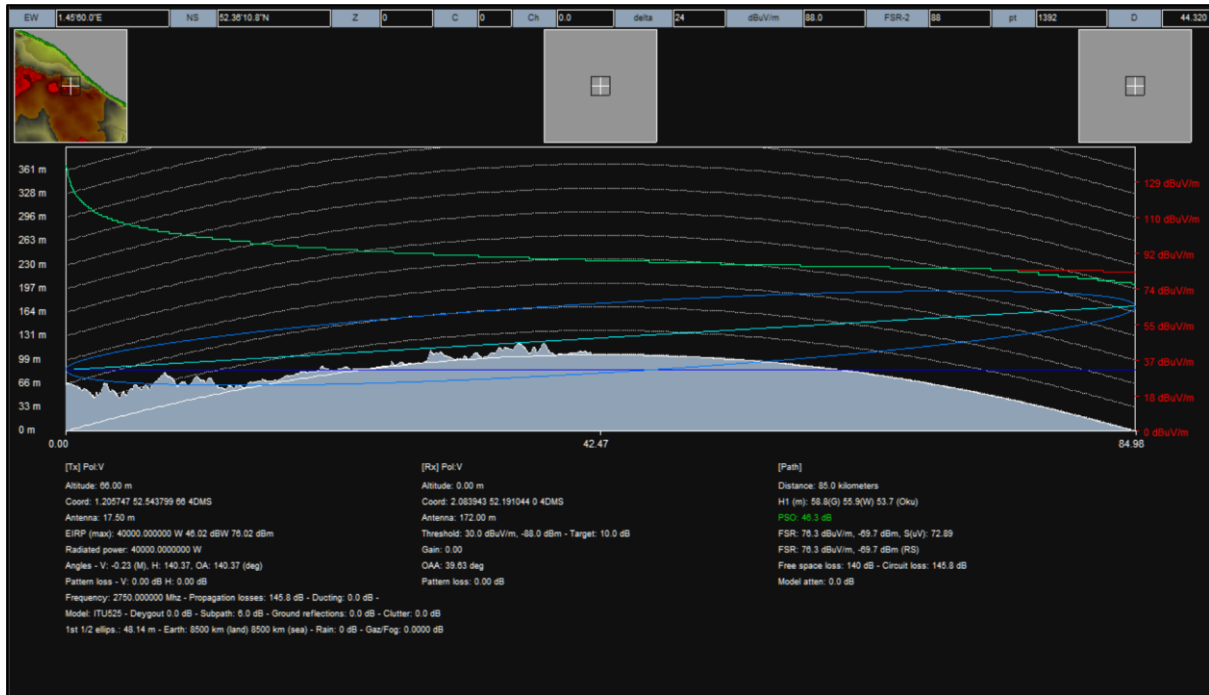 EW 1.45'60.0"E NS 52.36'10.8"N Z 0 C 0 Ch 0.0 delta 24 dBuV/m 88.0 FSR-2 88 pt 1392 D 44.320
361 m
328 m
296 m
263 m
230 m
197 m
164 m
131 m
99 m
66 m
33 m
0 m
129 dBuV/m
110 dBuV/m
92 dBuV/m
74 dBuV/m
55 dBuV/m
37 dBuV/m
18 dBuV/m
0 dBuV/m
0.00 42.47 84.98
[Tx] Pol:V
Altitude: 66.00 m
Coord: 1.205747 52.543799 66 4DMS
Antenna: 17.50 m
EIRP (max): 40000.000000 W 46.02 dBW 76.02 dBm
Radiated power: 40000.0000000 W
Angles - V: -0.23 (M), H: 140.37, OA: 140.37 (deg)
Pattern loss - V: 0.00 dB H: 0.00 dB
Frequency: 2750.000000 Mhz - Propagation losses: 145.8 dB - Ducting: 0.0 dB -
Model: ITU525 - Deygout 0.0 dB - Subpath: 6.0 dB - Ground reflections: 0.0 dB - Clutter: 0.0 dB
1st 1/2 ellips.: 48.14 m - Earth: 8500 km (land) 8500 km (sea) - Rain: 0 dB - Gaz/Fog: 0.0000 dB
[Rx] Pol:V
Altitude: 0.00 m
Coord: 2.083943 52.191044 0 4DMS
Antenna: 172.00 m
Threshold: 30.0 dBuV/m, -88.0 dBm - Target: 10.0 dB
Gain: 0.00
OAA: 39.63 deg
Pattern loss: 0.00 dB
[Path]
Distance: 85.0 kilometers
H1 (m): 58.8(G) 55.9(W) 53.7 (Oku)
PSO: 46.3 dB
FSR: 76.3 dBuV/m, -69.7 dBm, S(uV): 72.89
FSR: 76.3 dBuV/m, -69.7 dBm (RS)
Free space loss: 140 dB - Circuit loss: 145.8 dB
Model atten: 0.0 dB